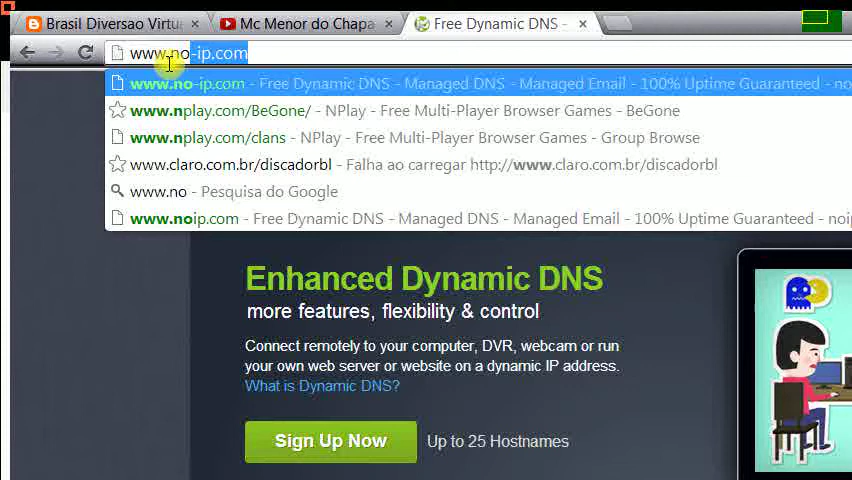 Brasil Diversao Virtua
Mc Menor do Chapa
Free Dynamic DNS -
www.no-ip.com
www.no-ip.com - Free Dynamic DNS - Managed DNS - Managed Email - 100% Uptime Guaranteed - no
www.nplay.com/BeGone/ - NPlay - Free Multi-Player Browser Games - BeGone
www.nplay.com/clans - NPlay - Free Multi-Player Browser Games - Group Browse
www.claro.com.br/discadorbl - Falha ao carregar http://www.claro.com.br/discadorbl
www.no - Pesquisa do Google
www.noip.com - Free Dynamic DNS - Managed DNS - Managed Email - 100% Uptime Guaranteed - noip
Enhanced Dynamic DNS
more features, flexibility & control
Connect remotely to your computer, DVR, webcam or run
your own web server or website on a dynamic IP address.
What is Dynamic DNS?
Sign Up Now
Up to 25 Hostnames